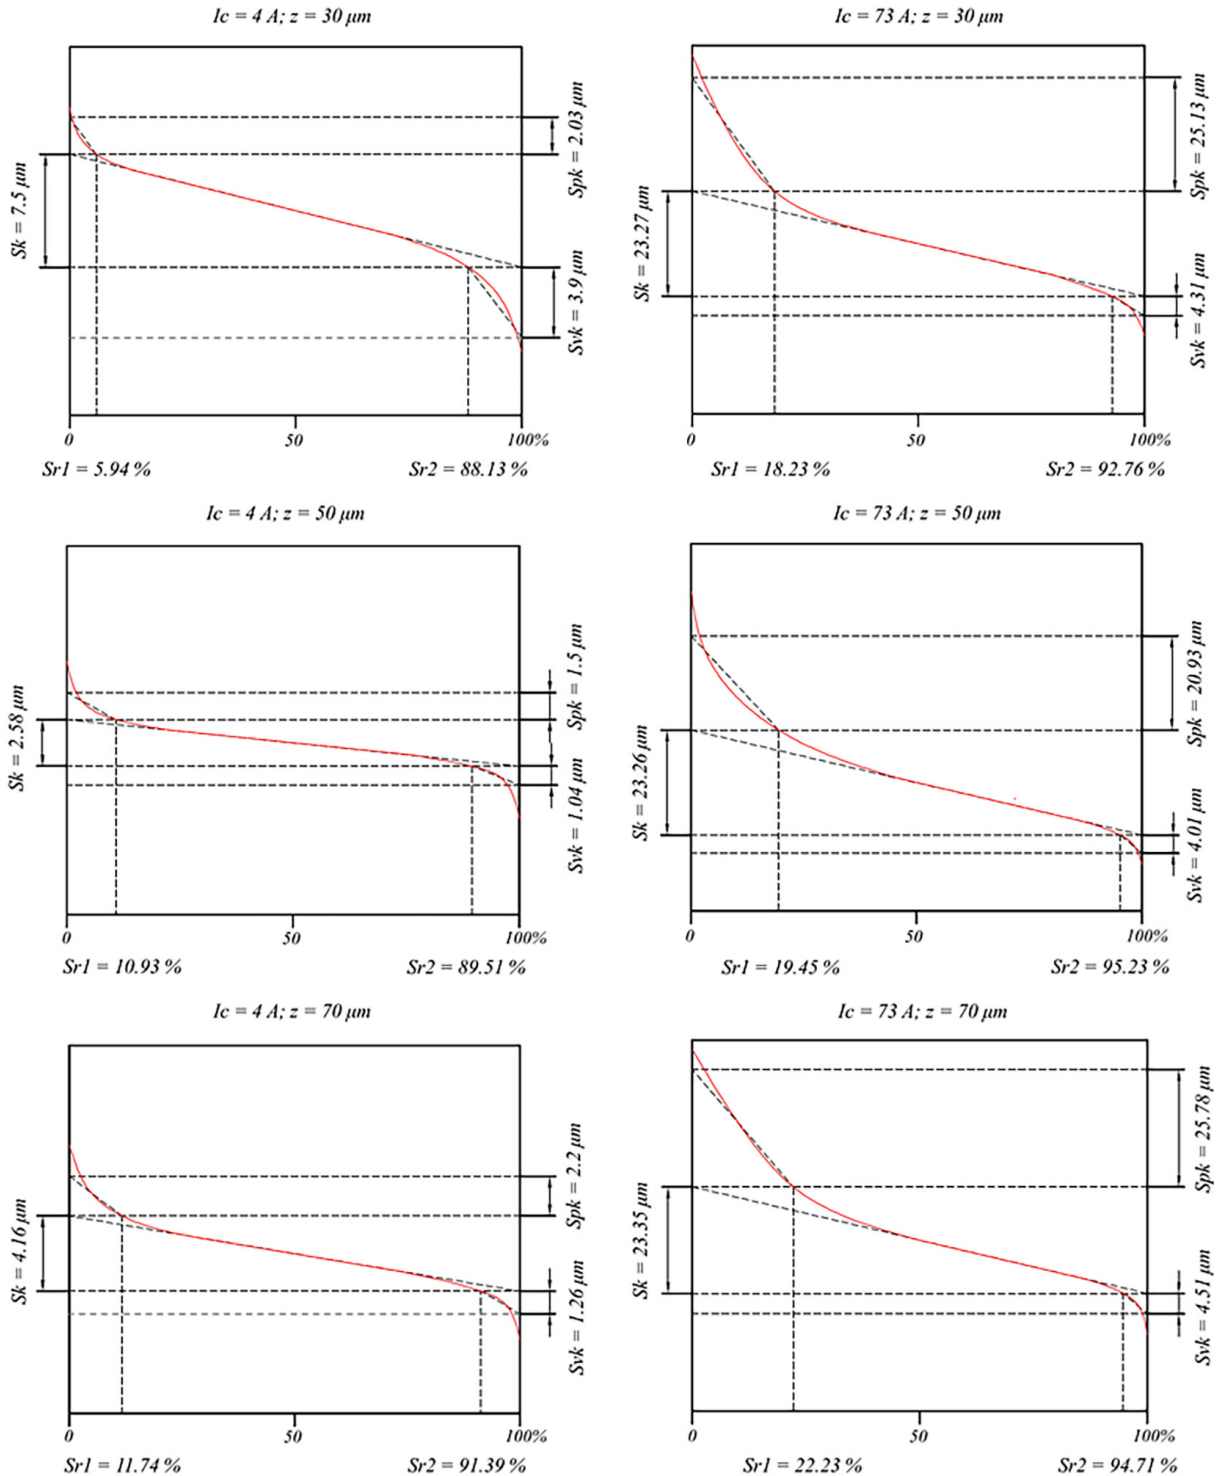 Ic = 4 A; z = 30 μm
Sk = 7.5 μm
Spk = 2.03 μm
Svk = 3.9 μm
0 50 100%
Sr1 = 5.94 % Sr2 = 88.13 %
Ic = 73 A; z = 30 μm
Sk = 23.27 μm
Spk = 25.13 μm
Svk = 4.31 μm
0 50 100%
Sr1 = 18.23 % Sr2 = 92.76 %
Ic = 4 A; z = 50 μm
Sk = 2.58 μm
Spk = 1.5 μm
Svk = 1.04 μm
0 50 100%
Sr1 = 10.93 % Sr2 = 89.51 %
Ic = 73 A; z = 50 μm
Sk = 23.26 μm
Spk = 20.93 μm
Svk = 4.01 μm
0 50 100%
Sr1 = 19.45 % Sr2 = 95.23 %
Ic = 4 A; z = 70 μm
Sk = 4.16 μm
Spk = 2.2 μm
Svk = 1.26 μm
0 50 100%
Sr1 = 11.74 % Sr2 = 91.39 %
Ic = 73 A; z = 70 μm
Sk = 23.35 μm
Spk = 25.78 μm
Svk = 4.51 μm
0 50 100%
Sr1 = 22.23 % Sr2 = 94.71 %